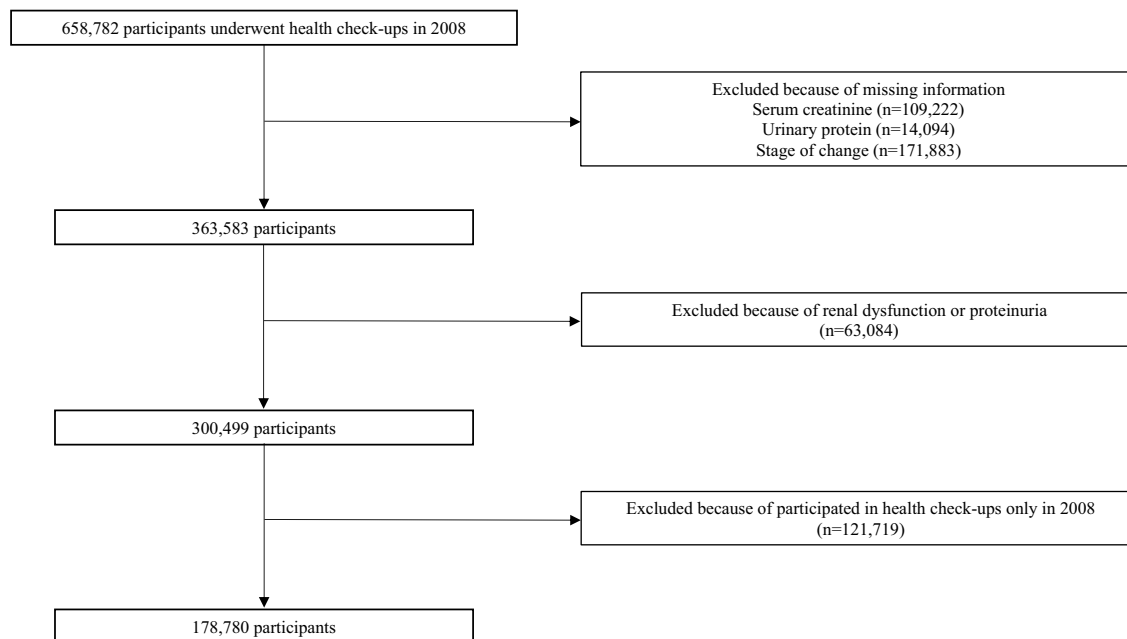 658,782 participants underwent health check-ups in 2008
Excluded because of missing information
Serum creatinine (n=109,222)
Urinary protein (n=14,094)
Stage of change (n=171,883)
363,583 participants
Excluded because of renal dysfunction or proteinuria
(n=63,084)
300,499 participants
Excluded because of participated in health check-ups only in 2008
(n=121,719)
178,780 participants